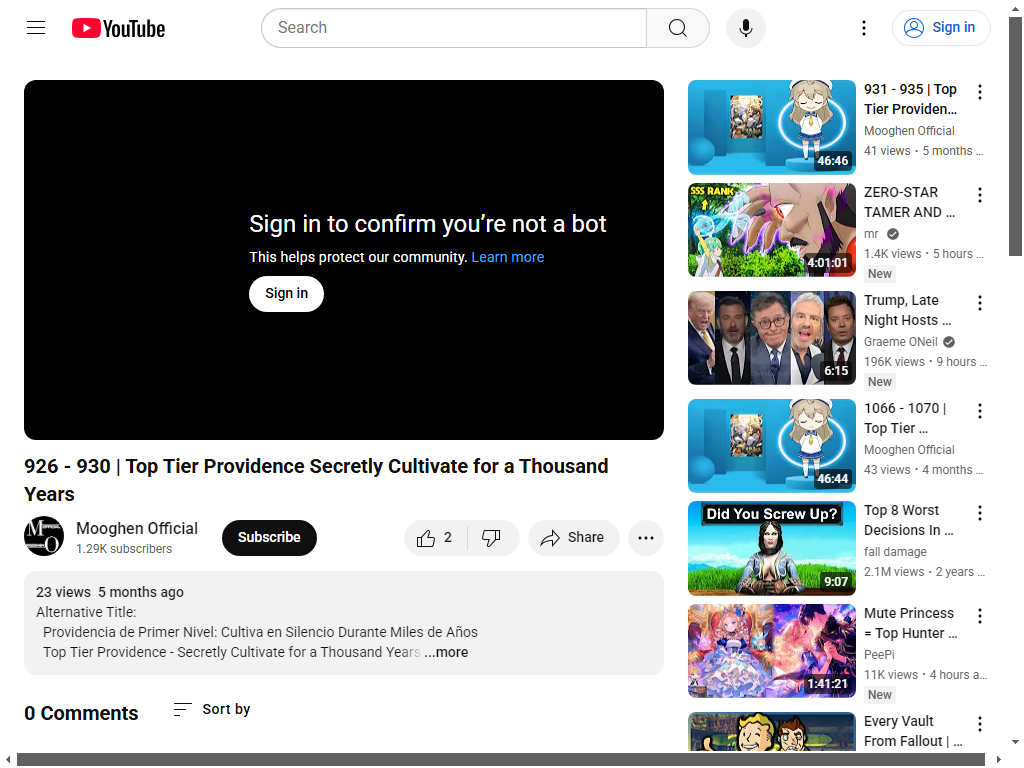 YouTube
Search
Sign in
Sign in to confirm you’re not a bot
This helps protect our community. Learn more
Sign in
926 - 930 | Top Tier Providence Secretly Cultivate for a Thousand
Years
Mooghen Official
1.29K subscribers
Subscribe
2
Share
23 views 5 months ago
Alternative Title:
Providencia de Primer Nivel: Cultiva en Silencio Durante Miles de Años
Top Tier Providence - Secretly Cultivate for a Thousand Years ...more
0 Comments
Sort by
46:46
931 - 935 | Top
Tier Providen…
Mooghen Official
41 views • 5 months ...
SSS RANK
4:01:01
ZERO-STAR
TAMER AND …
mr
1.4K views • 5 hours ...
New
6:15
Trump, Late
Night Hosts …
Graeme ONeil
196K views • 9 hours ...
New
46:44
1066 - 1070 |
Top Tier …
Mooghen Official
43 views • 4 months ...
Did You Screw Up?
9:07
Top 8 Worst
Decisions In …
fall damage
2.1M views • 2 years ...
1:41:21
Mute Princess
= Top Hunter …
PeePi
11K views • 4 hours a...
New
Every Vault
From Fallout | …